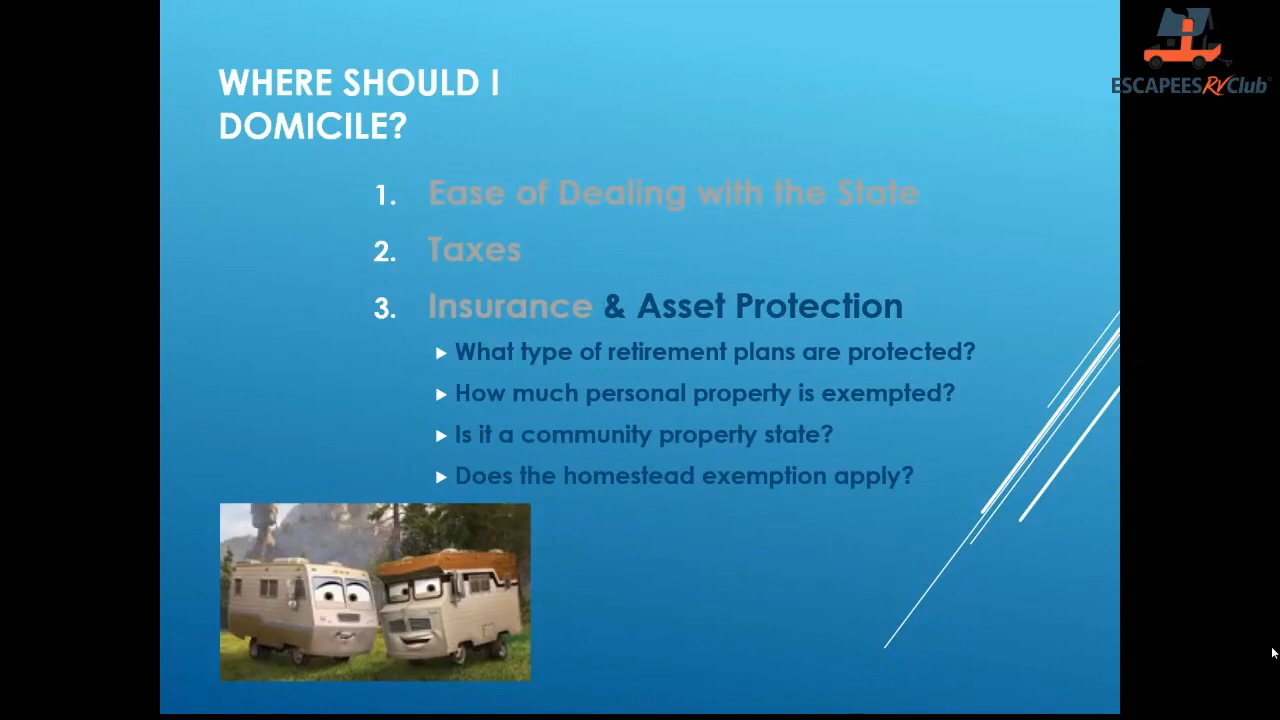 ESCAPEES RV Club
WHERE SHOULD I
DOMICILE?
1. Ease of Dealing with the State
2. Taxes
3. Insurance & Asset Protection
What type of retirement plans are protected?
How much personal property is exempted?
Is it a community property state?
Does the homestead exemption apply?